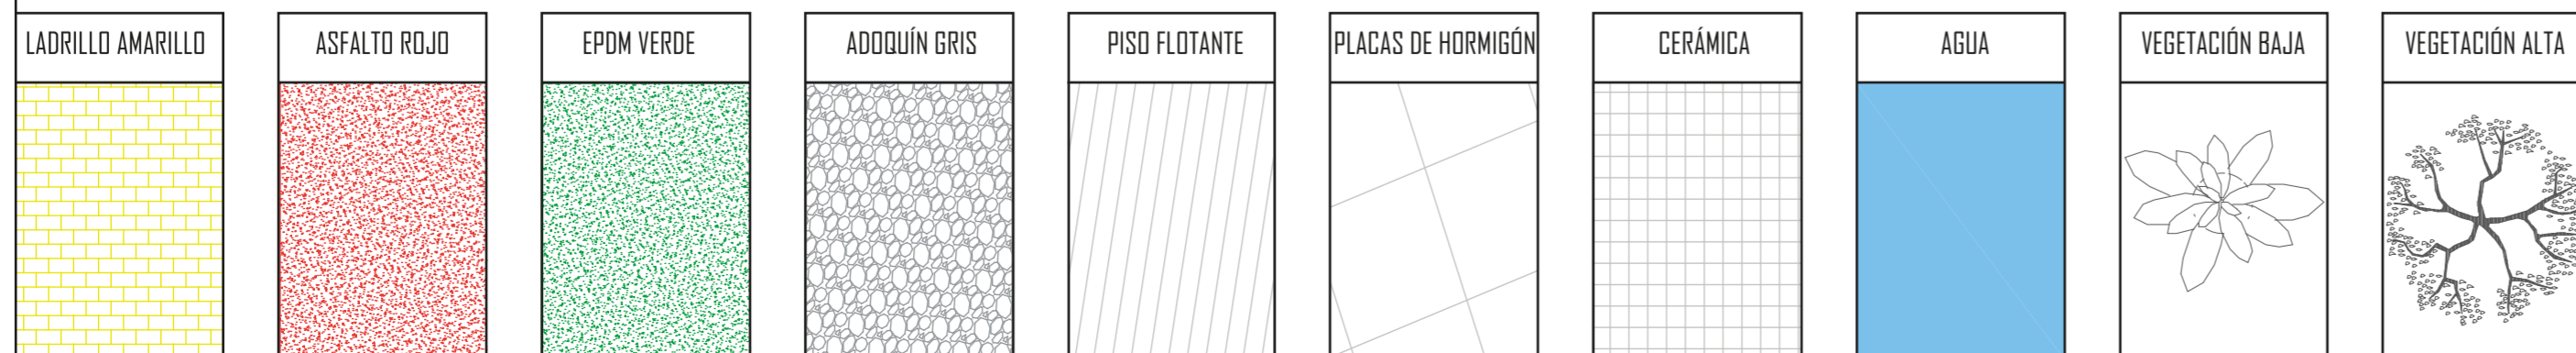 LADRILLO AMARILLO
ASFALTO ROJO
EPDM VERDE
ADOQUÍN GRIS
PISO FLOTANTE
PLACAS DE HORMIGÓN
CERÁMICA
AGUA
VEGETACIÓN BAJA
VEGETACIÓN ALTA